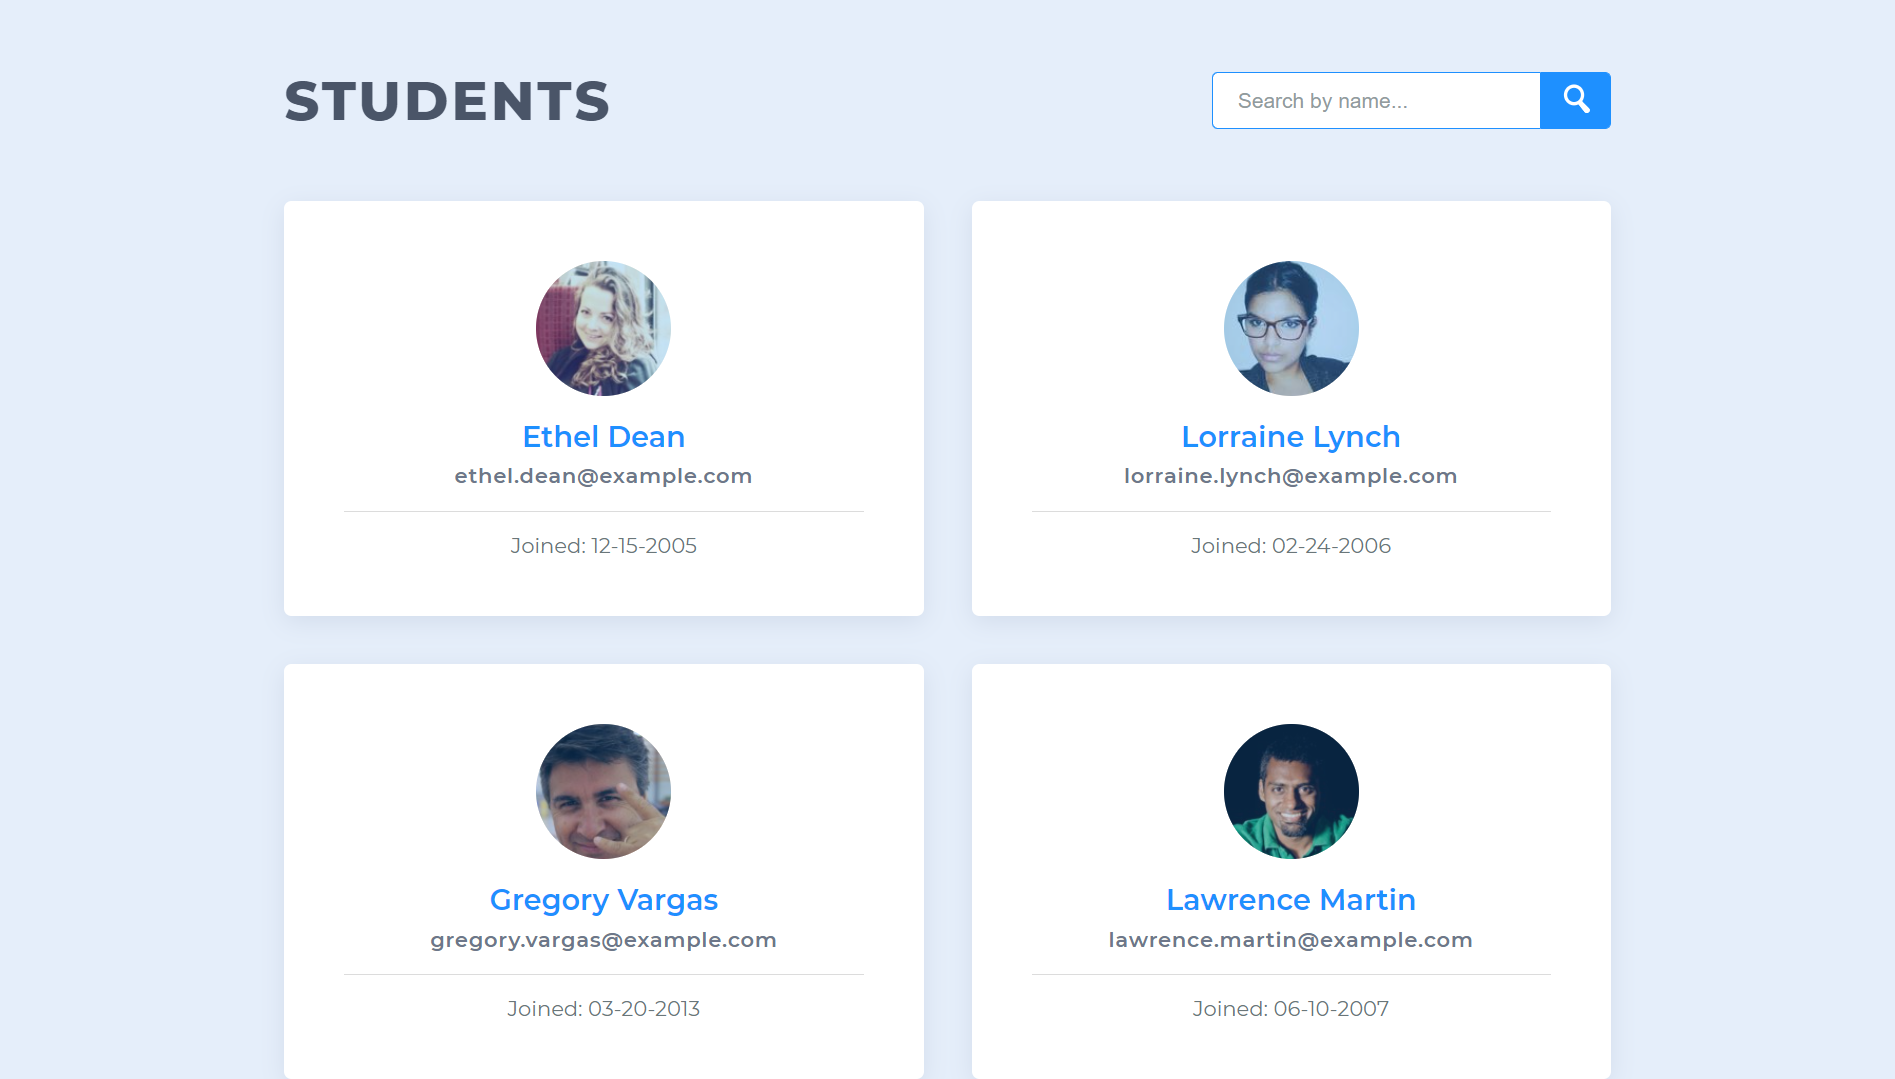 STUDENTS
Search by name...
Ethel Dean
ethel.dean@example.com
Joined: 12-15-2005
Lorraine Lynch
lorraine.lynch@example.com
Joined: 02-24-2006
Gregory Vargas
gregory.vargas@example.com
Joined: 03-20-2013
Lawrence Martin
lawrence.martin@example.com
Joined: 06-10-2007